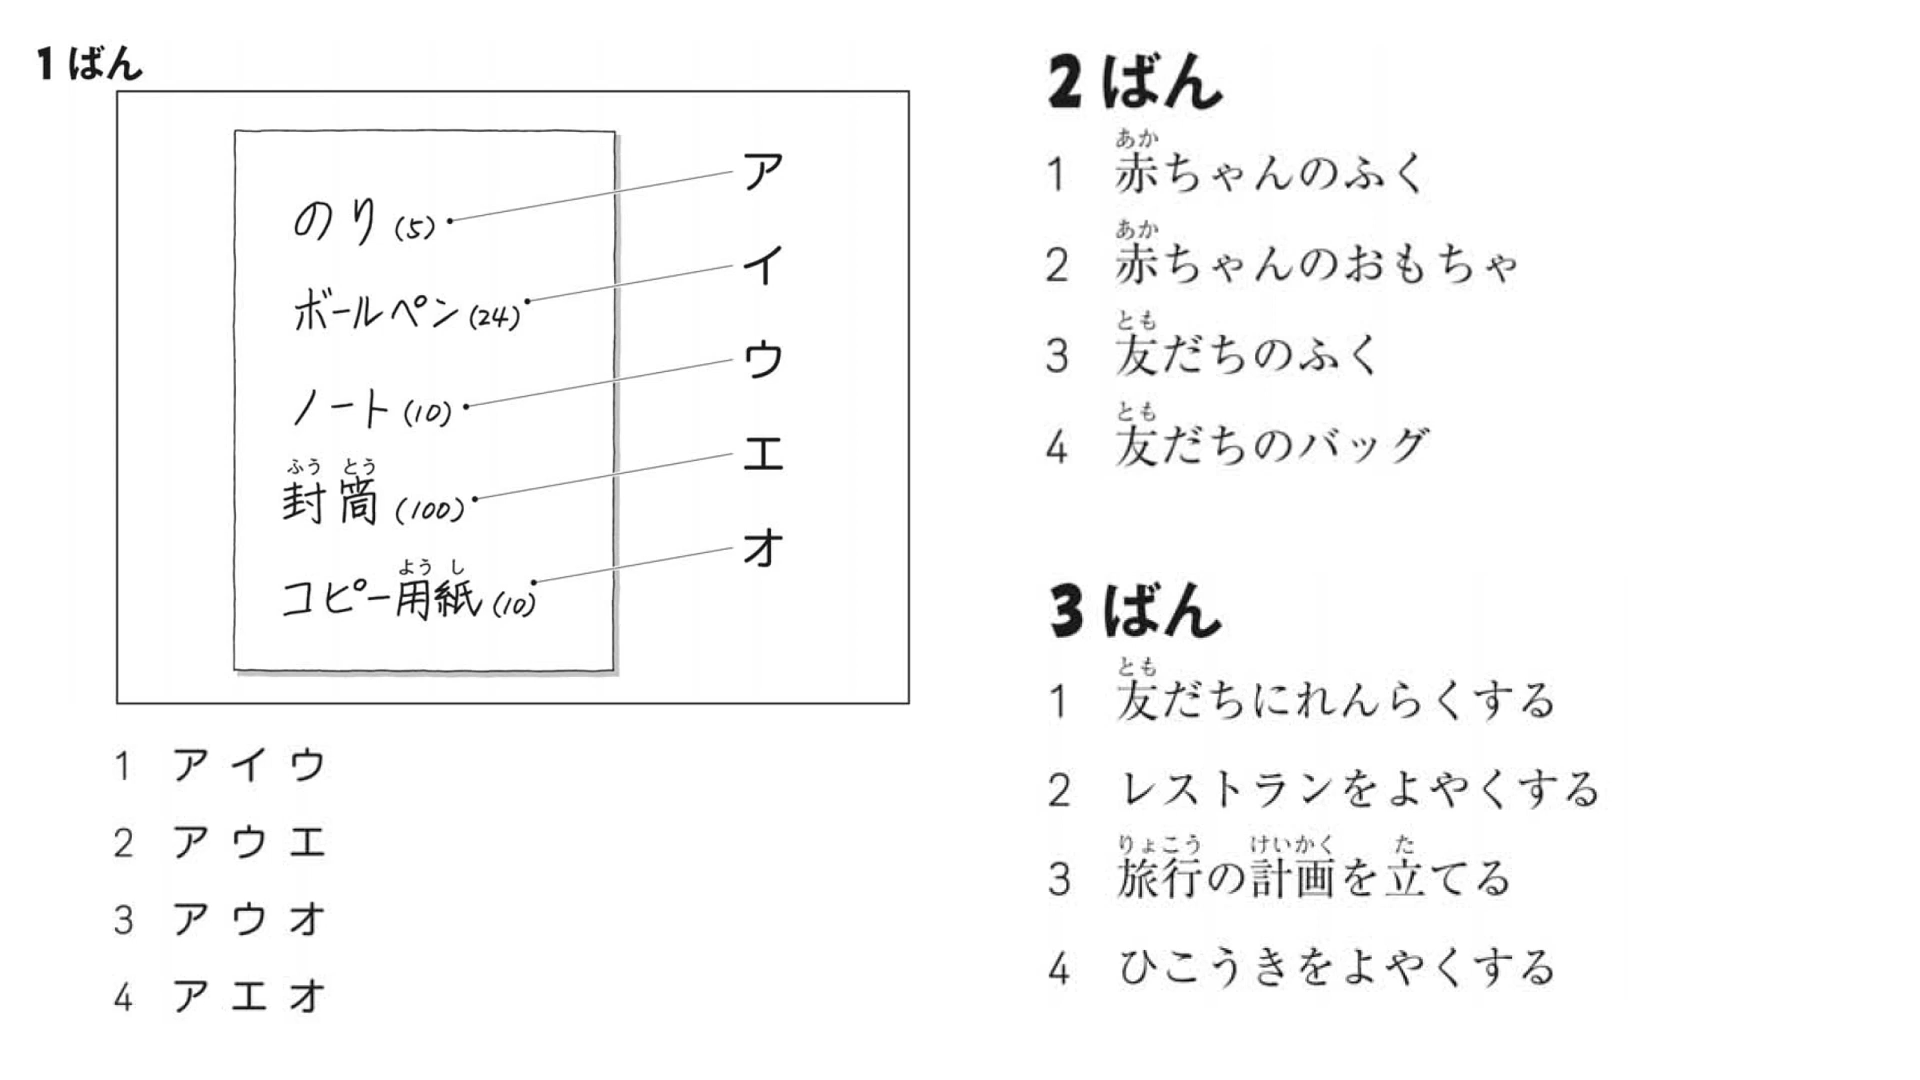 1ばん
のり(5)
ア
ボールペン(24)
イ
ノート(10)
ウ
ふうとう
封筒(100)
エ
ようし
コピー用紙(10)
オ
1 アイウ
2 アウエ
3 アウオ
4 アエオ
2ばん
あか
1 赤ちゃんのふく
あか
2 赤ちゃんのおもちゃ
とも
3 友だちのふく
とも
4 友だちのバッグ
3ばん
とも
1 友だちにれんらくする
2 レストランをよやくする
りょこう けいかく た
3 旅行の計画を立てる
4 ひこうきをよやくする